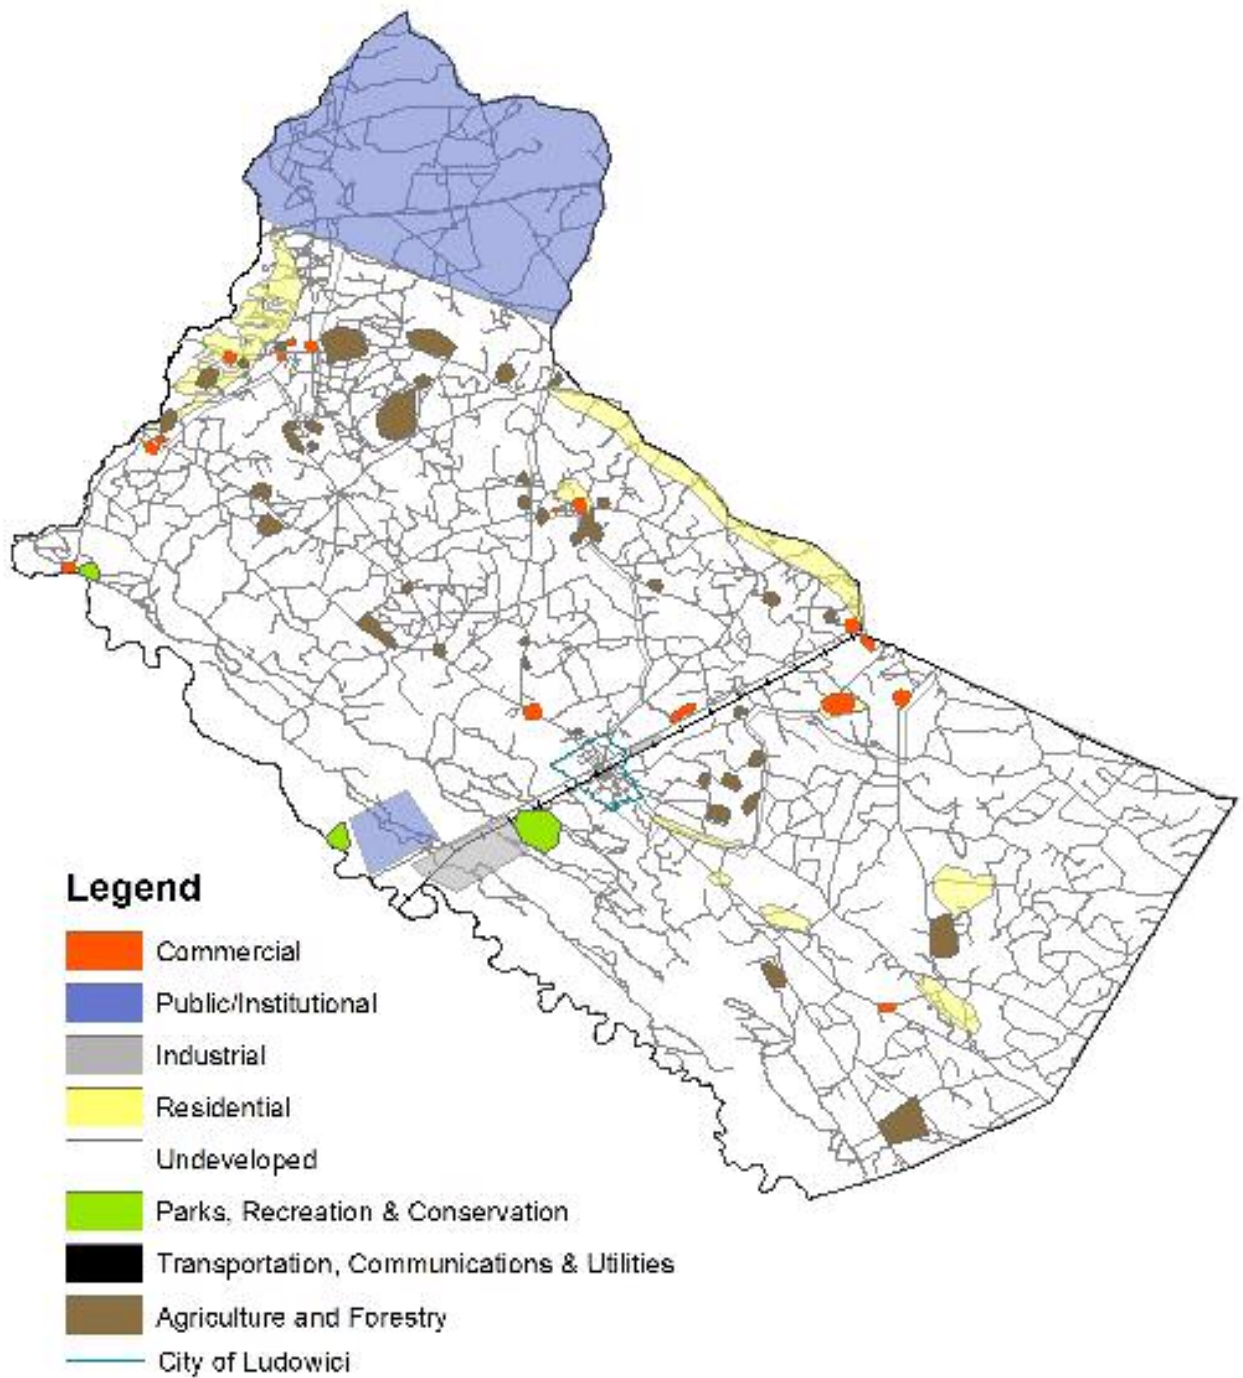 Legend
Commercial
Public/Institutional
Industrial
Residential
Undeveloped
Parks, Recreation & Conservation
Transportation, Communications & Utilities
Agriculture and Forestry
City of Ludowici